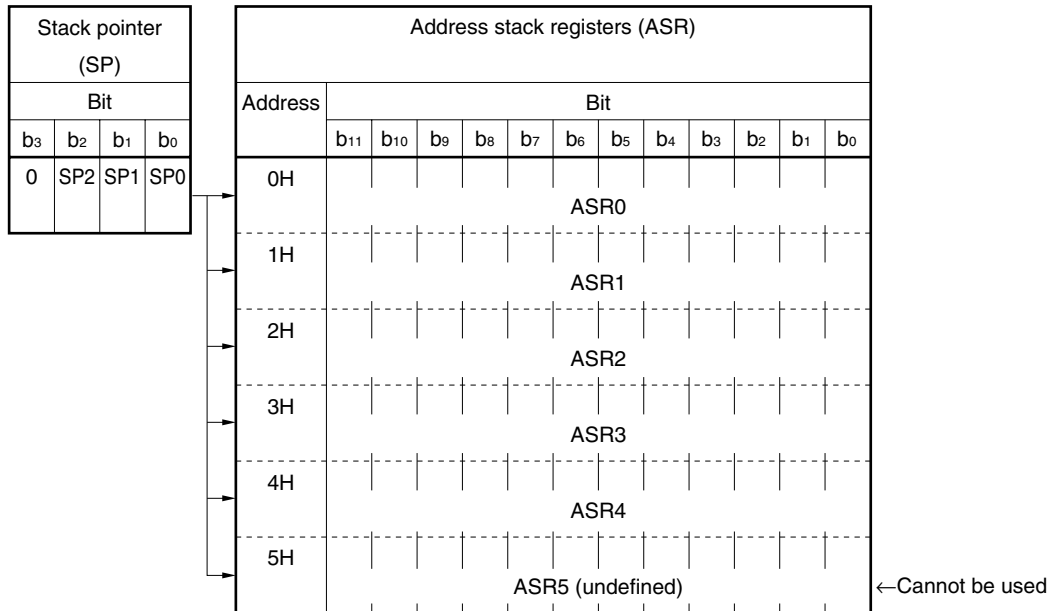 Stack pointer
(SP)
Bit
b3 b2 b1 b0
0 SP2 SP1 SP0
Address stack registers (ASR)
Address Bit
b11 b10 b9 b8 b7 b6 b5 b4 b3 b2 b1 b0
0H
ASR0
1H
ASR1
2H
ASR2
3H
ASR3
4H
ASR4
5H
ASR5 (undefined) ←Cannot be used